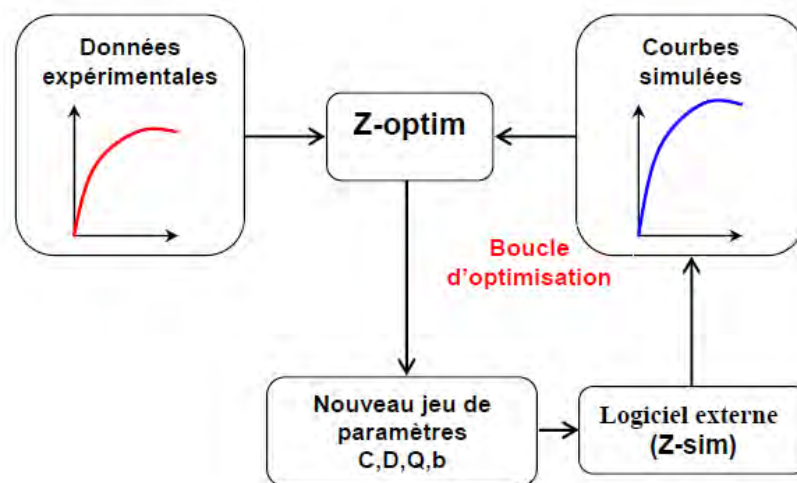 Données
expérimentales
Z-optim
Courbes
simulées
Boucle
d'optimisation
Nouveau jeu de
paramètres
C,D,Q,b
Logiciel externe
(Z-sim)